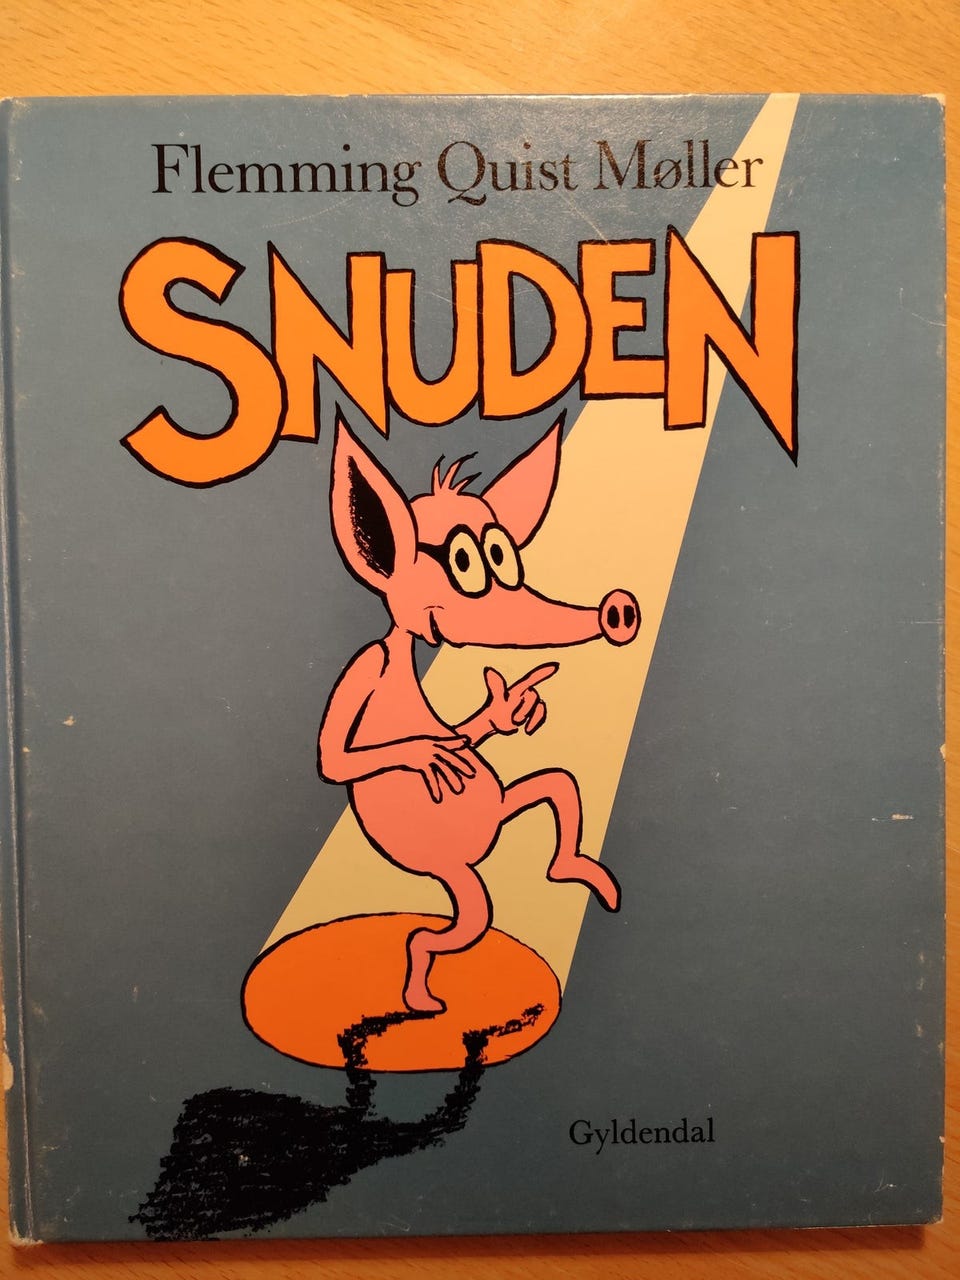 Flemming Quist Møller
SNUDEN
Gyldendal